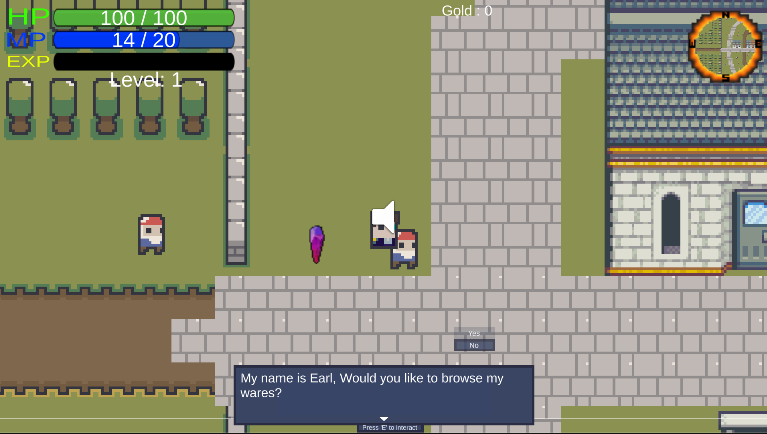 HP 100 / 100
MP 14 / 20
EXP
Level: 1
Gold : 0
N
W E
S
Yes
No
My name is Earl, Would you like to browse my
wares?
Press 'E' to interact